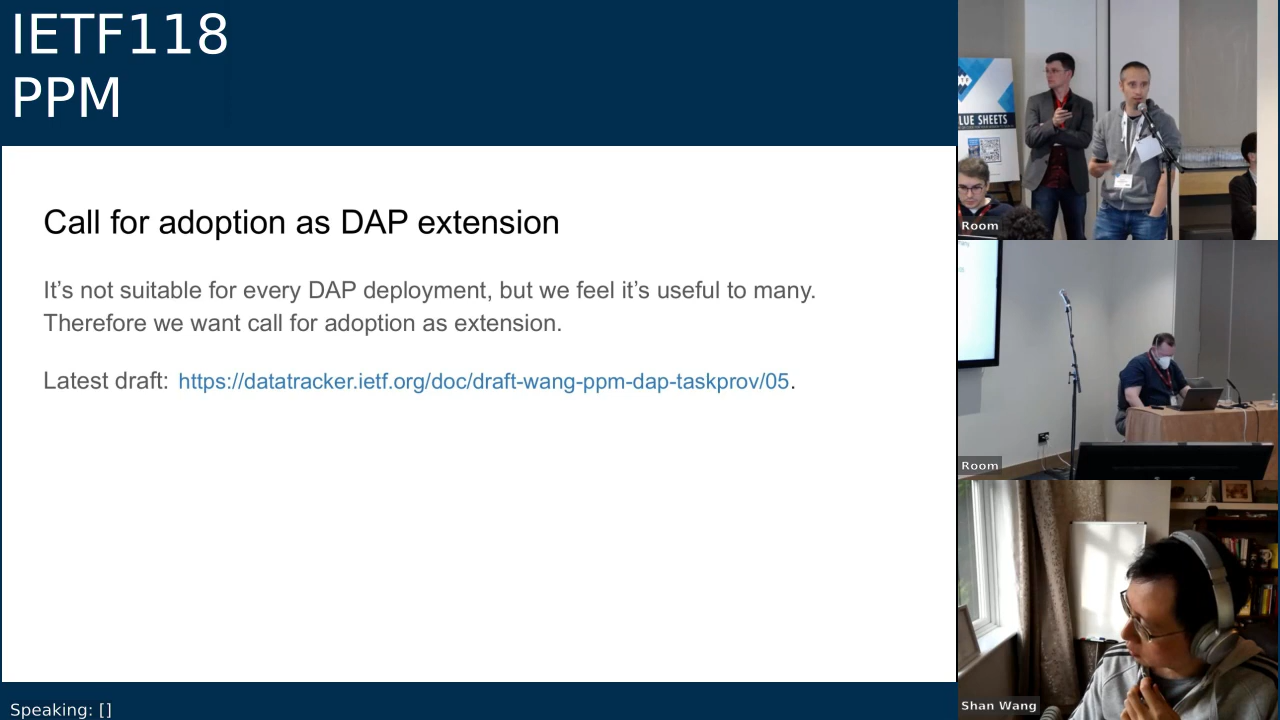 IETF118
PPM
Call for adoption as DAP extension
It’s not suitable for every DAP deployment, but we feel it’s useful to many.
Therefore we want call for adoption as extension.
Latest draft: https://datatracker.ietf.org/doc/draft-wang-ppm-dap-taskprov/05.
Speaking: []
LUE SHEETS
Room
Room
Shan Wang